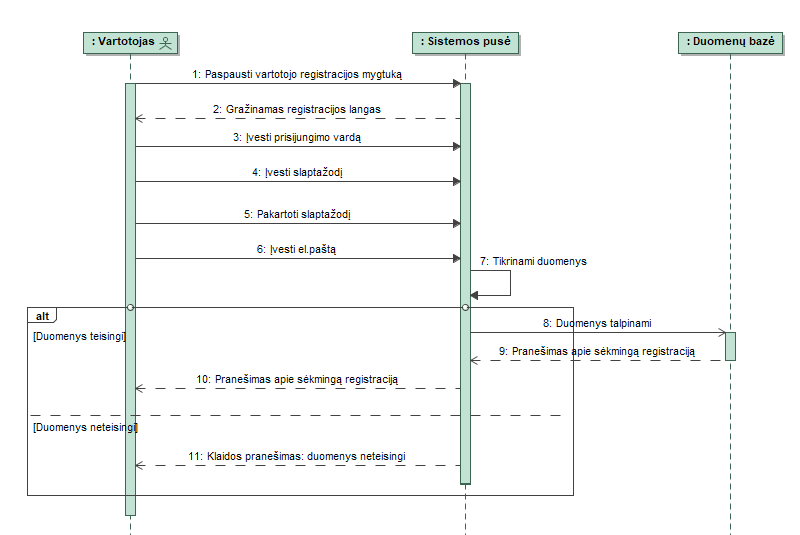 : Vartotojas
: Sistemos pusė
: Duomenų bazė
1: Paspausti vartotojo registracijos mygtuką
2: Gražinamas registracijos langas
3: Įvesti prisijungimo vardą
4: Įvesti slaptažodį
5: Pakartoti slaptažodį
6: Įvesti el.paštą
7: Tikrinami duomenys
alt
8: Duomenys talpinami
[Duomenys teisingi]
9: Pranešimas apie sėkmingą registraciją
10: Pranešimas apie sėkmingą registraciją
[Duomenys neteisingi]
11: Klaidos pranešimas: duomenys neteisingi